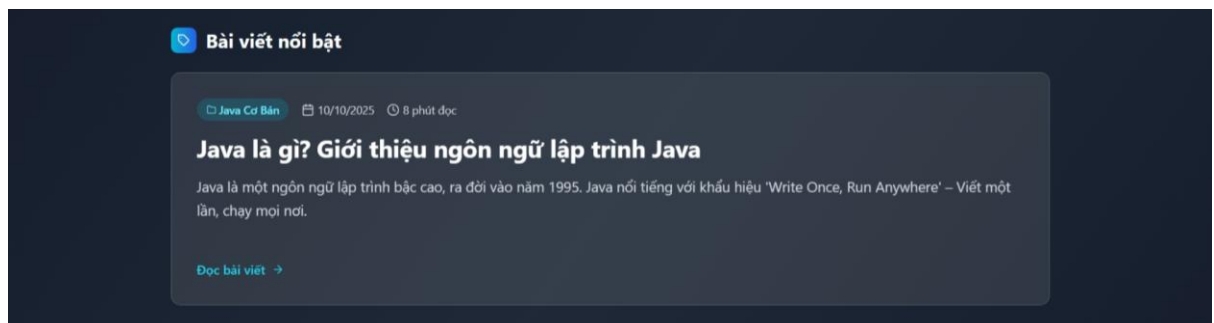 Bài viết nổi bật
Java Cơ Bản 10/10/2025 8 phút đọc
Java là gì? Giới thiệu ngôn ngữ lập trình Java
Java là một ngôn ngữ lập trình bậc cao, ra đời vào năm 1995. Java nổi tiếng với khẩu hiệu 'Write Once, Run Anywhere' – Viết một
lần, chạy mọi nơi.
Đọc bài viết →